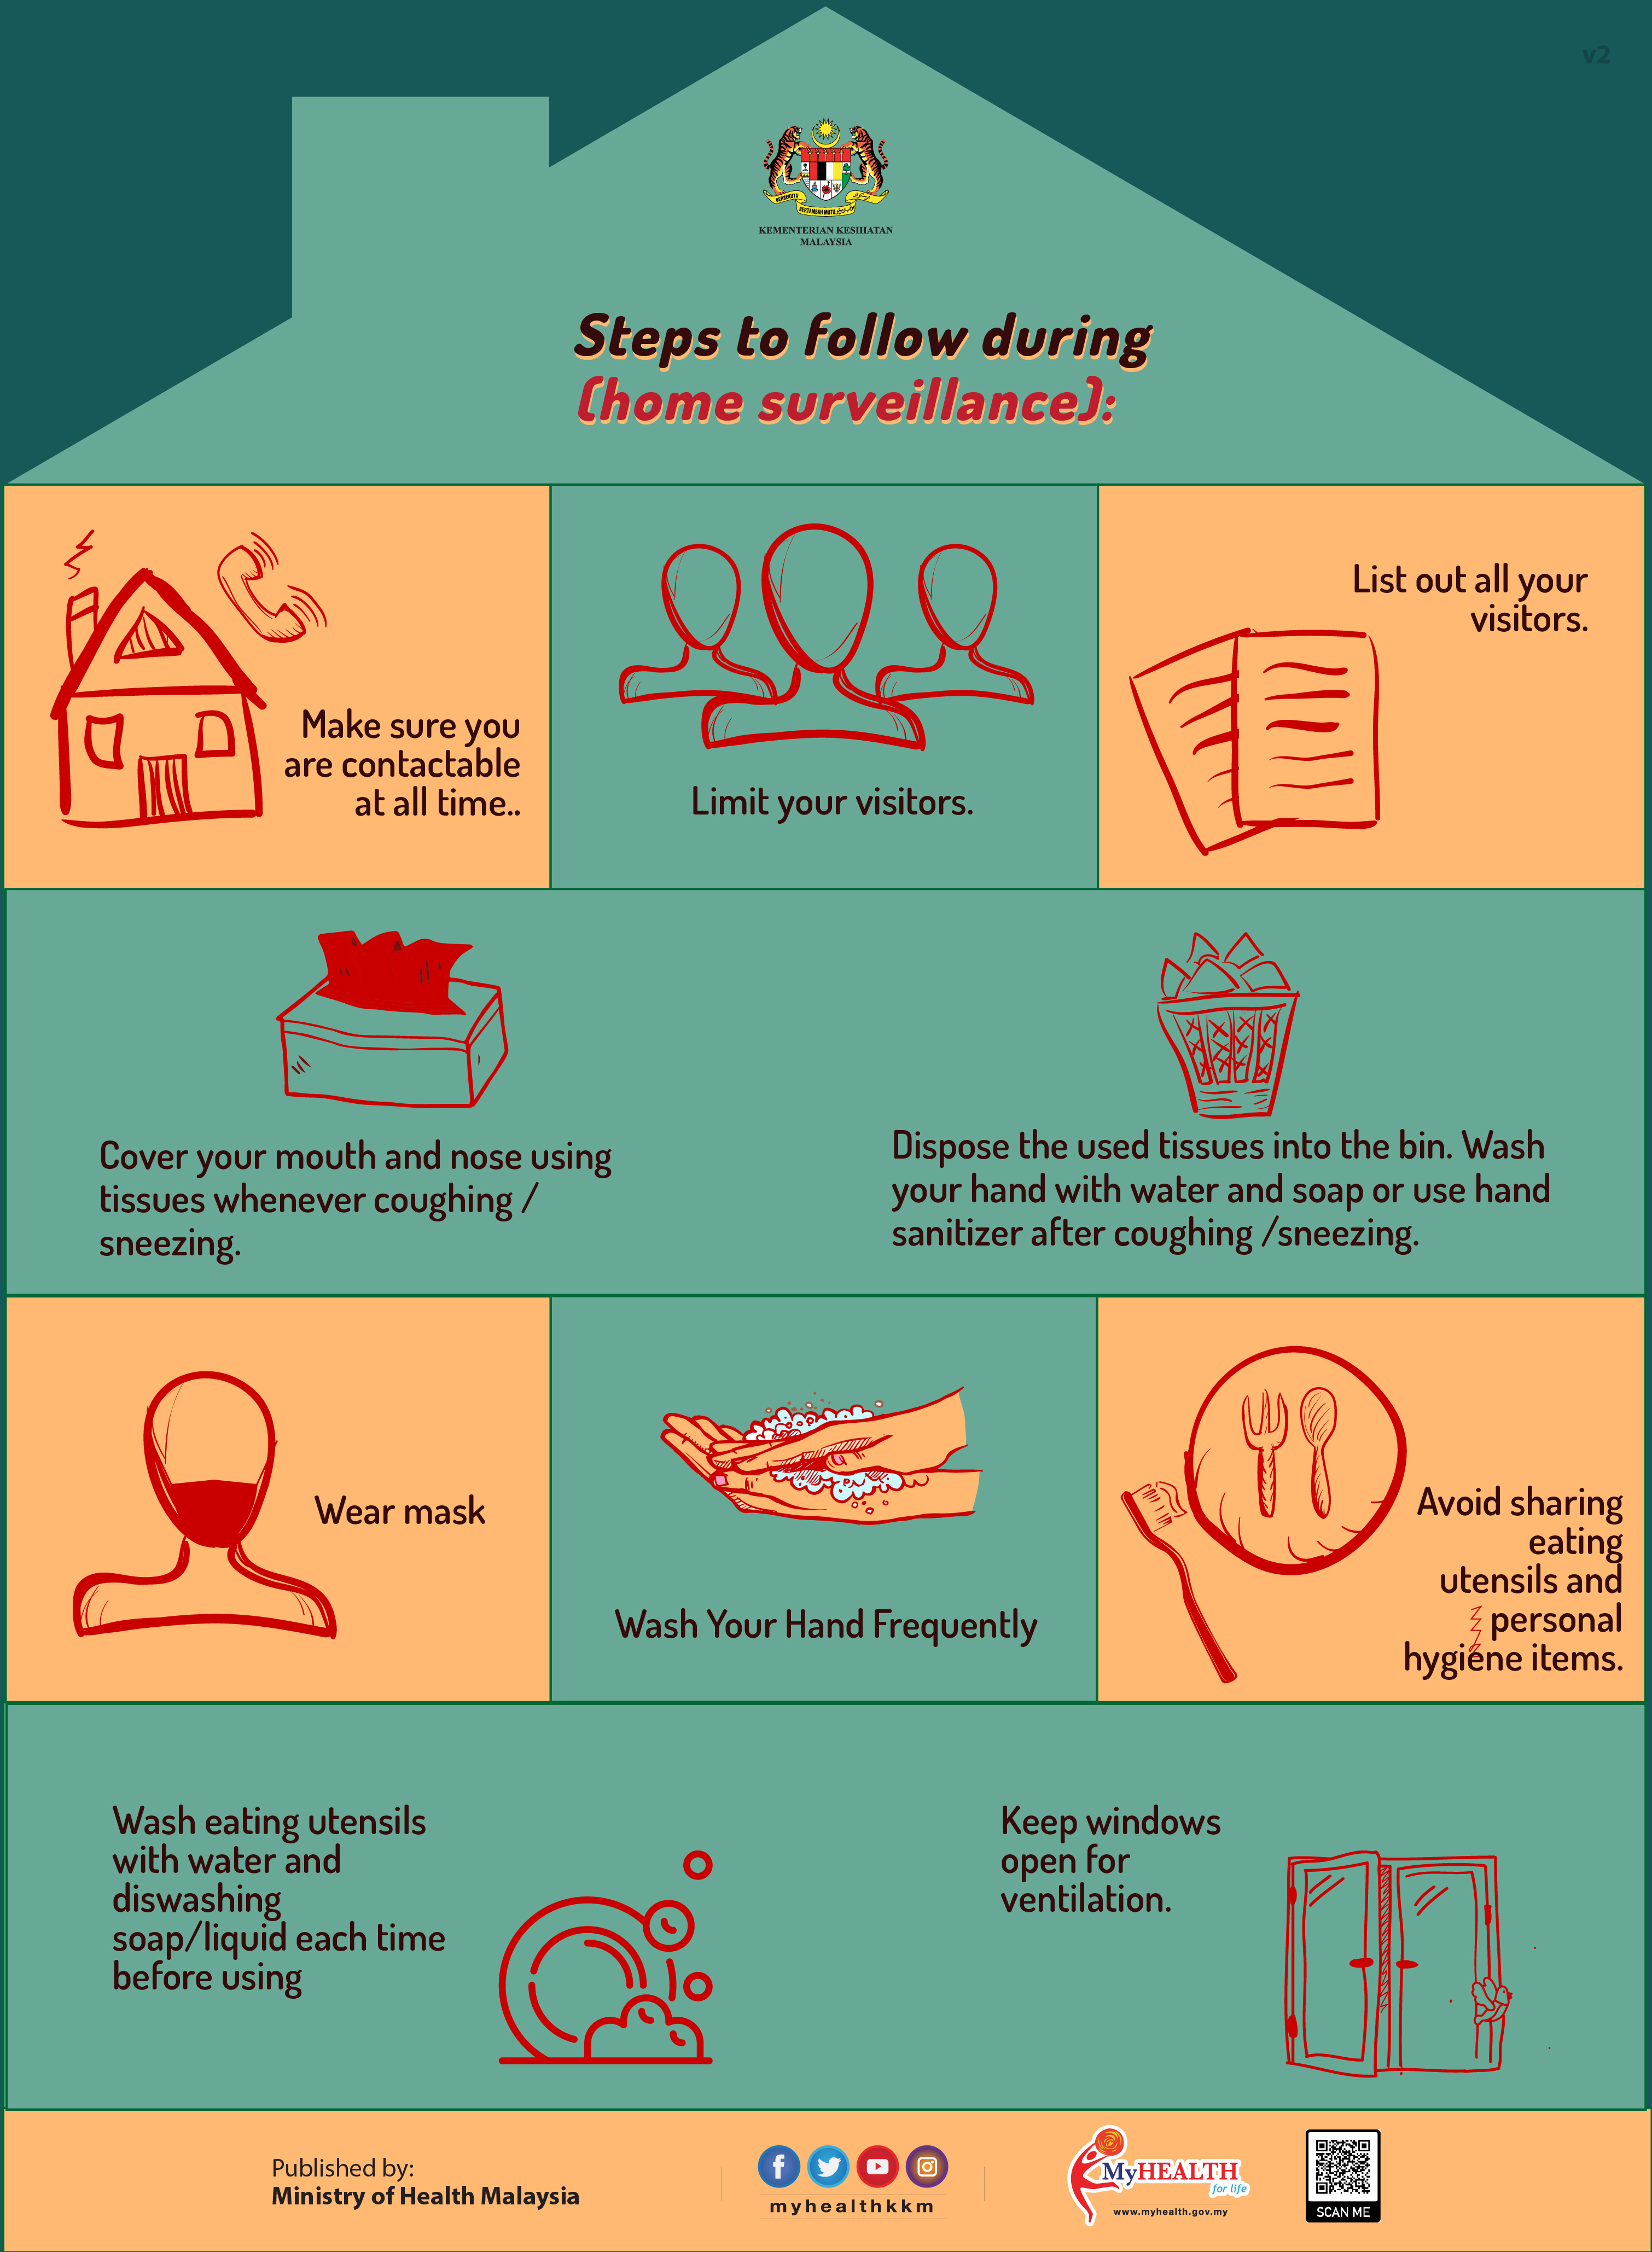 v2
BERSEKUTU
BERTAMBAH MUTU
KEMENTERIAN KESIHATAN
MALAYSIA
Steps to follow during
(home surveillance):
Make sure you
are contactable
at all time..
Limit your visitors.
List out all your
visitors.
Cover your mouth and nose using
tissues whenever coughing /
sneezing.
Dispose the used tissues into the bin. Wash
your hand with water and soap or use hand
sanitizer after coughing /sneezing.
Wear mask
Wash Your Hand Frequently
Avoid sharing
eating
utensils and
personal
hygiene items.
Wash eating utensils
with water and
diswashing
soap/liquid each time
before using
Keep windows
open for
ventilation.
Published by:
Ministry of Health Malaysia
myhealthkkm
MyHEALTH
for life
www.myhealth.gov.my
SCAN ME